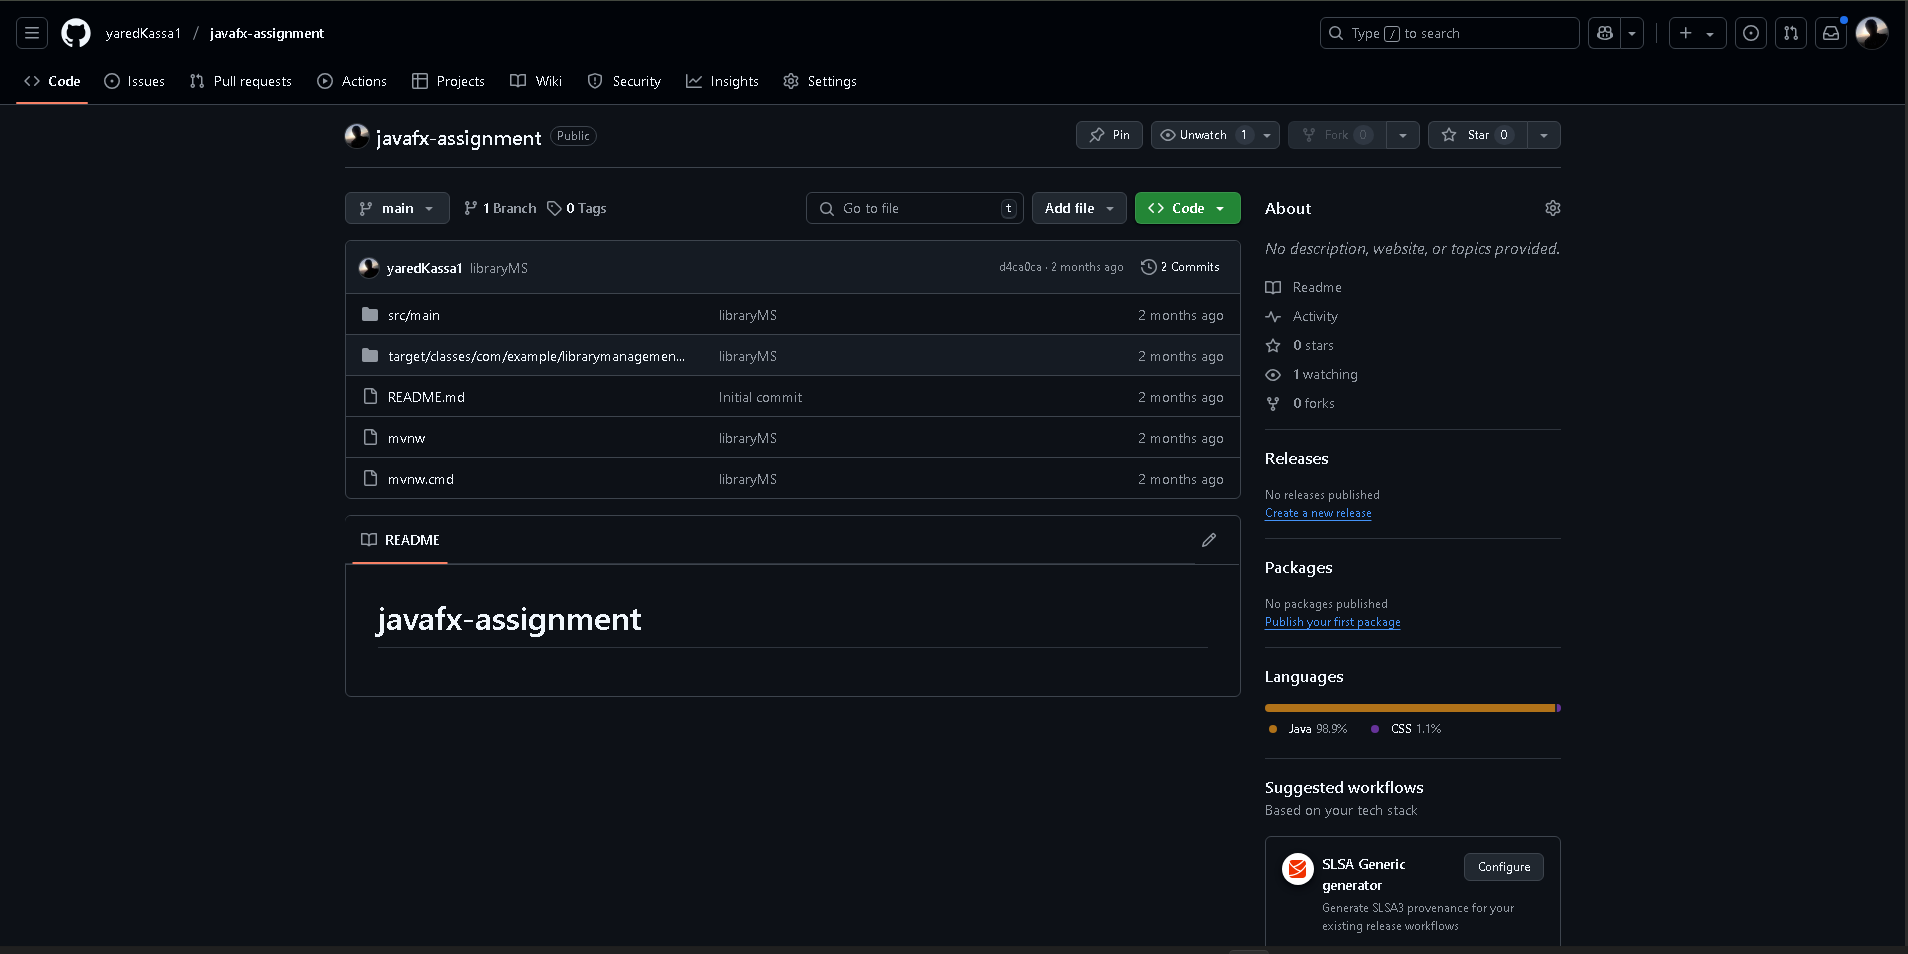 yaredKassa1 / javafx-assignment
Type / to search
Code Issues Pull requests Actions Projects Wiki Security Insights Settings
javafx-assignment Public
Pin Unwatch 1 Fork 0 Star 0
main 1 Branch 0 Tags
Go to file t Add file Code
yaredKassa1 libraryMS d4ca0ca · 2 months ago 2 Commits
src/main libraryMS 2 months ago
target/classes/com/example/librarymanagemen... libraryMS 2 months ago
README.md Initial commit 2 months ago
mvnw libraryMS 2 months ago
mvnw.cmd libraryMS 2 months ago
README
javafx-assignment
About
No description, website, or topics provided.
Readme
Activity
0 stars
1 watching
0 forks
Releases
No releases published
Create a new release
Packages
No packages published
Publish your first package
Languages
Java 98.9% CSS 1.1%
Suggested workflows
Based on your tech stack
SLSA Generic
generator
Configure
Generate SLSA3 provenance for your
existing release workflows